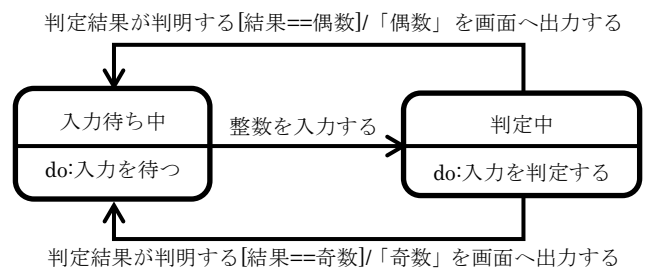 判定結果が判明する[結果==偶数]/「偶数」を画面へ出力する
入力待ち中
do:入力を待つ
整数を入力する
判定中
do:入力を判定する
判定結果が判明する[結果==奇数]/「奇数」を画面へ出力する